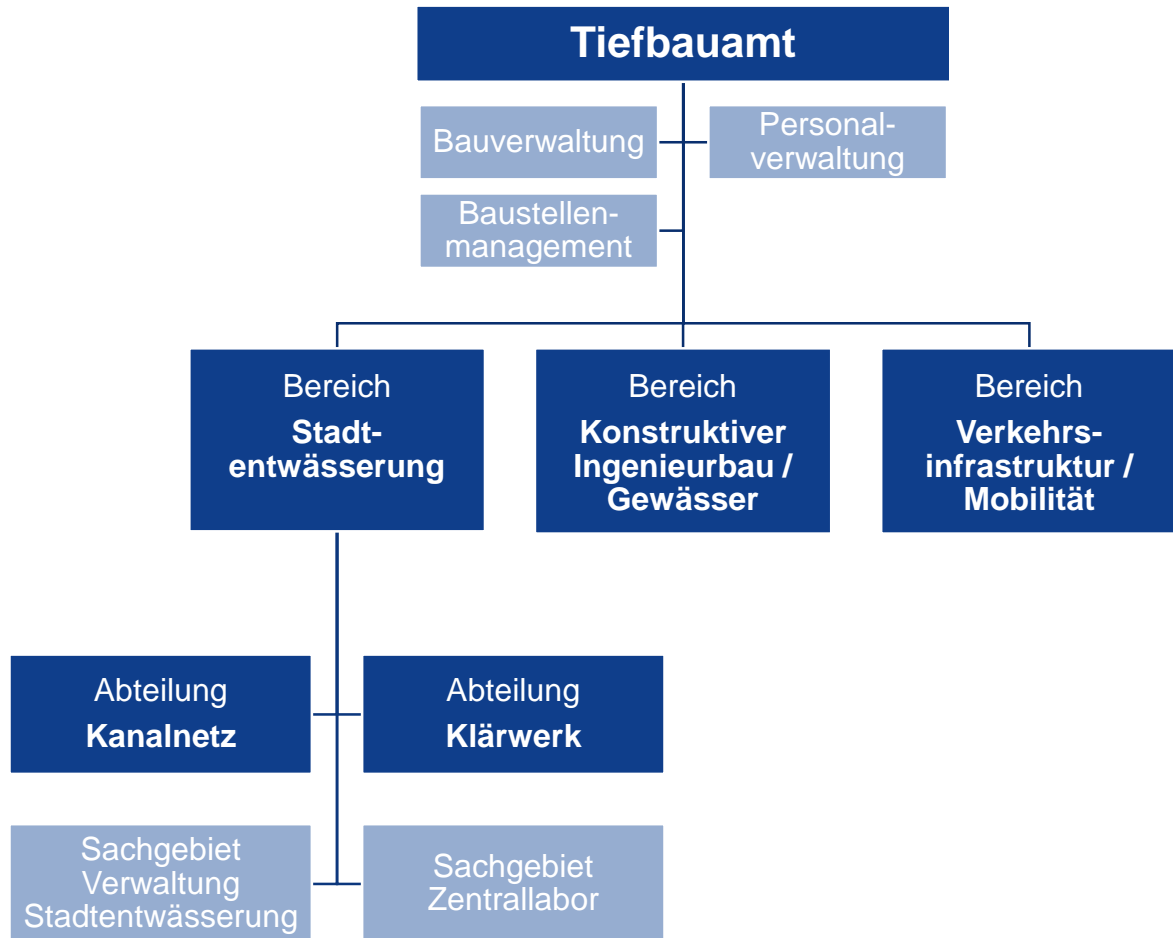 Tiefbauamt
Bauverwaltung
Personal-
verwaltung
Baustellen-
management
Bereich
Stadt-
entwässerung
Bereich
Konstruktiver
Ingenieurbau /
Gewässer
Bereich
Verkehrs-
infrastruktur /
Mobilität
Abteilung
Kanalnetz
Abteilung
Klärwerk
Sachgebiet
Verwaltung
Stadtentwässerung
Sachgebiet
Zentrallabor